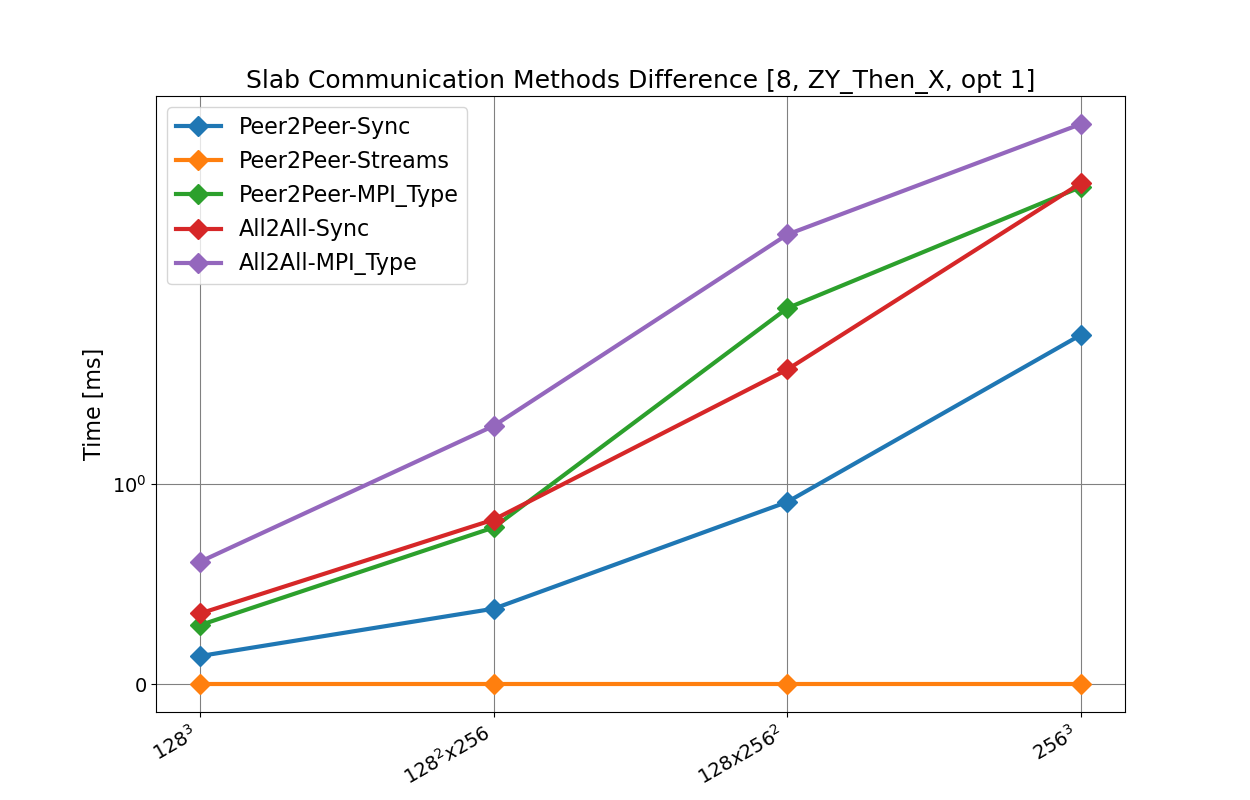 Slab Communication Methods Difference [8, ZY_Then_X, opt 1]
Peer2Peer-Sync
Peer2Peer-Streams
Peer2Peer-MPI_Type
All2All-Sync
All2All-MPI_Type
Time [ms]
10⁰
0
128³
128²x256
128x256²
256³